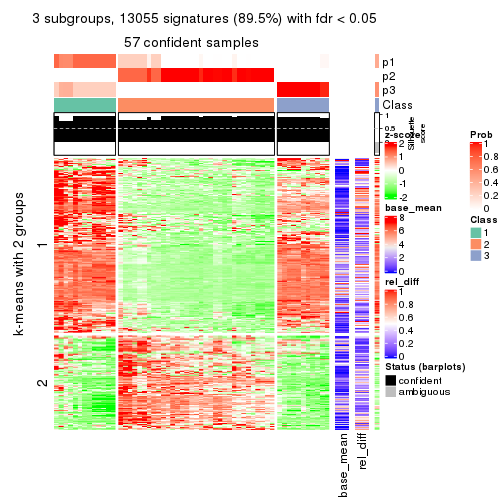 3 subgroups, 13055 signatures (89.5%) with fdr < 0.05
57 confident samples
p1
p2
p3
Class
1
0.5
0
Silhouette
score
k-means with 2 groups
1
2
base_mean
rel_diff
z-score
2
1
0
-1
-2
base_mean
8
6
4
2
0
rel_diff
1
0.8
0.6
0.4
0.2
0
Status (barplots)
confident
ambiguous
Prob
1
0.8
0.6
0.4
0.2
0
Class
1
2
3